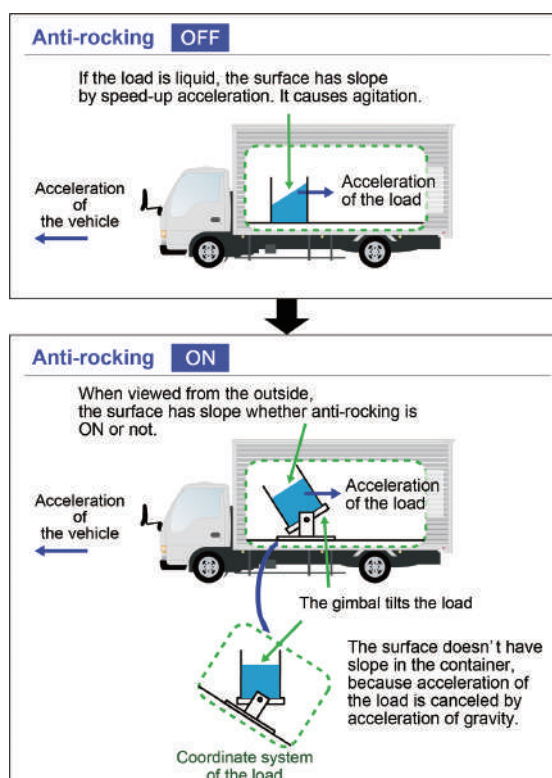 Anti-rocking OFF
If the load is liquid, the surface has slope
by speed-up acceleration. It causes agitation.
Acceleration
of
the vehicle
Acceleration
of the load
Anti-rocking ON
When viewed from the outside,
the surface has slope whether anti-rocking is
ON or not.
Acceleration
of
the vehicle
Acceleration
of the load
The gimbal tilts the load
The surface doesn't have
slope in the container,
because acceleration of
the load is canceled by
acceleration of gravity.
Coordinate system
of the load